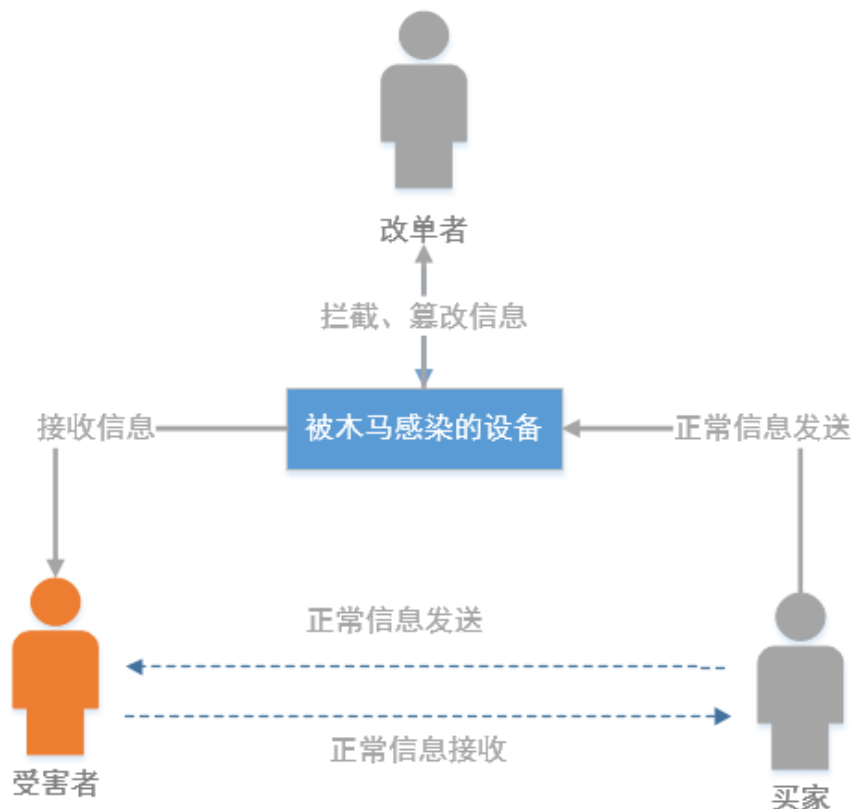 改单者
拦截、篡改信息
接收信息
被木马感染的设备
正常信息发送
正常信息发送
正常信息接收
受害者
买家